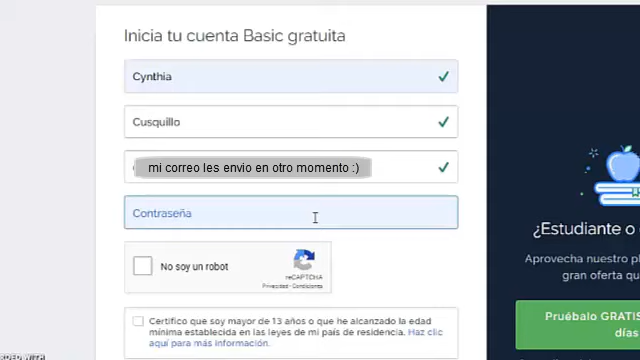 Inicia tu cuenta Basic gratuita
Cynthia
Cusquillo
mi correo les envio en otro momento :)
Contraseña
No soy un robot
reCAPTCHA
Privacidad - Condiciones
Certifico que soy mayor de 13 años o que he alcanzado la edad
mínima establecida en las leyes de mi país de residencia. Haz clic
aquí para más información.
¿Estudiante o
Aprovecha nuestro pl
gran oferta qu
Pruébalo GRATIS
días
WITH